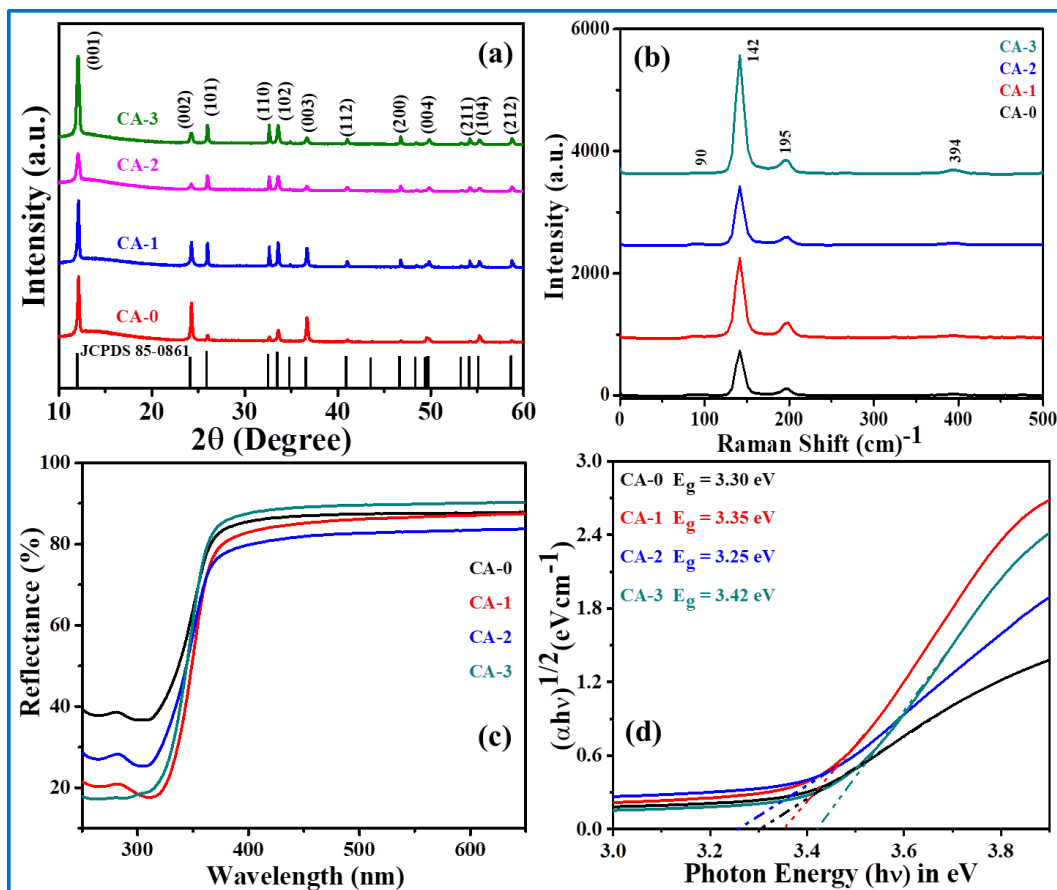 (a)
(001)
(002)
(101)
(110)
(102)
(003)
(112)
(200)
(004)
(211)
(104)
(212)
CA-3
CA-2
CA-1
CA-0
JCPDS 85-0861
Intensity (a.u.)
10 20 30 40 50 60
2θ (Degree)
(b)
CA-3
CA-2
CA-1
CA-0
90
142
195
394
6000
4000
2000
0
Intensity (a.u.)
0 100 200 300 400 500
Raman Shift (cm)-1
100
80
60
40
20
Reflectance (%)
CA-0
CA-1
CA-2
CA-3
(c)
300 400 500 600
Wavelength (nm)
CA-0 Eg = 3.30 eV
CA-1 Eg = 3.35 eV
CA-2 Eg = 3.25 eV
CA-3 Eg = 3.42 eV
3.0
2.4
1.8
1.2
0.6
0.0
(αhν)1/2(eVcm-1)
(d)
3.0 3.2 3.4 3.6 3.8
Photon Energy (hν) in eV